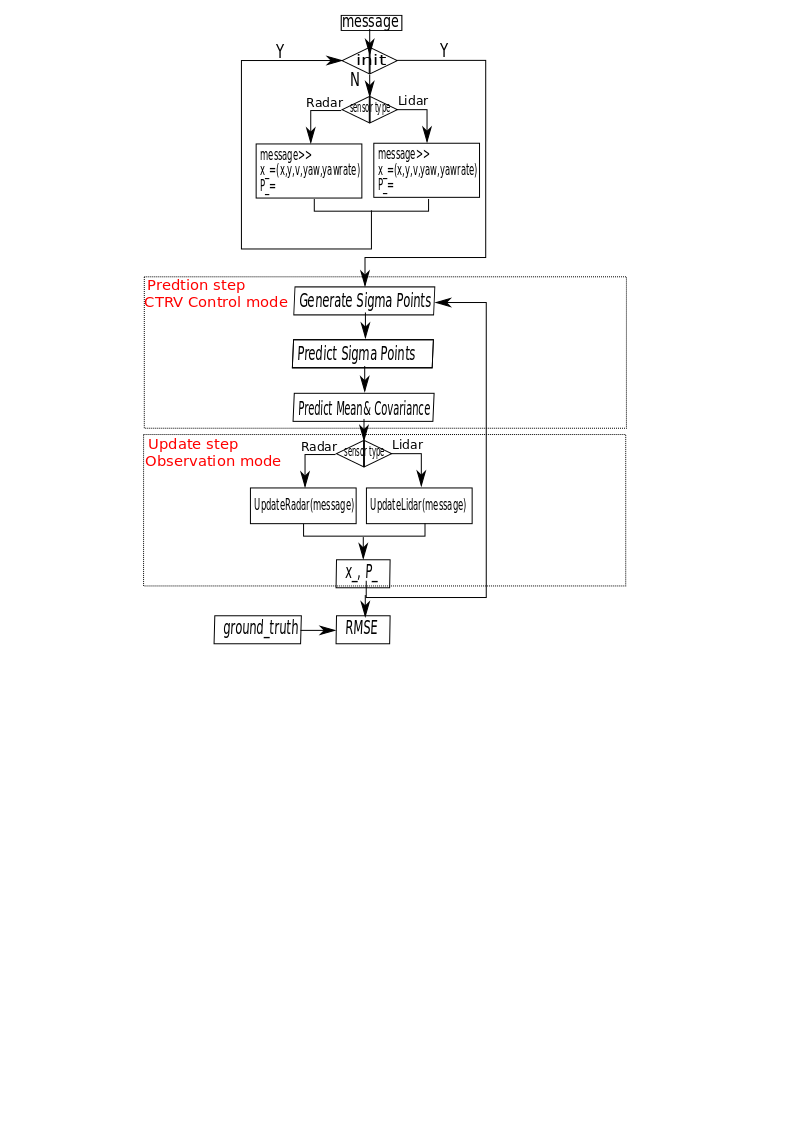 message
Y
init
Y
N
Radar
sensor type
Lidar
message>>
x_=(x,y,v,yaw,yawrate)
P_=
message>>
x_=(x,y,v,yaw,yawrate)
P_=
Predtion step
CTRV Control mode
Generate Sigma Points
Predict Sigma Points
Predict Mean& Covariance
Update step
Observation mode
Radar
sensor type
Lidar
UpdateRadar(message)
UpdateLidar(message)
x_, P_
ground_truth
RMSE